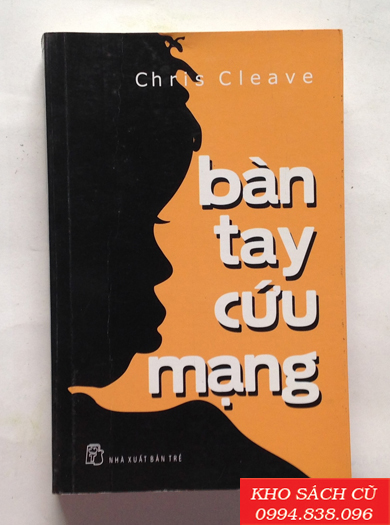 Chris Cleave
bàn
tay
cứu
mạng
NHÀ XUẤT BẢN TRẺ
KHO SÁCH CŨ
0994.838.096